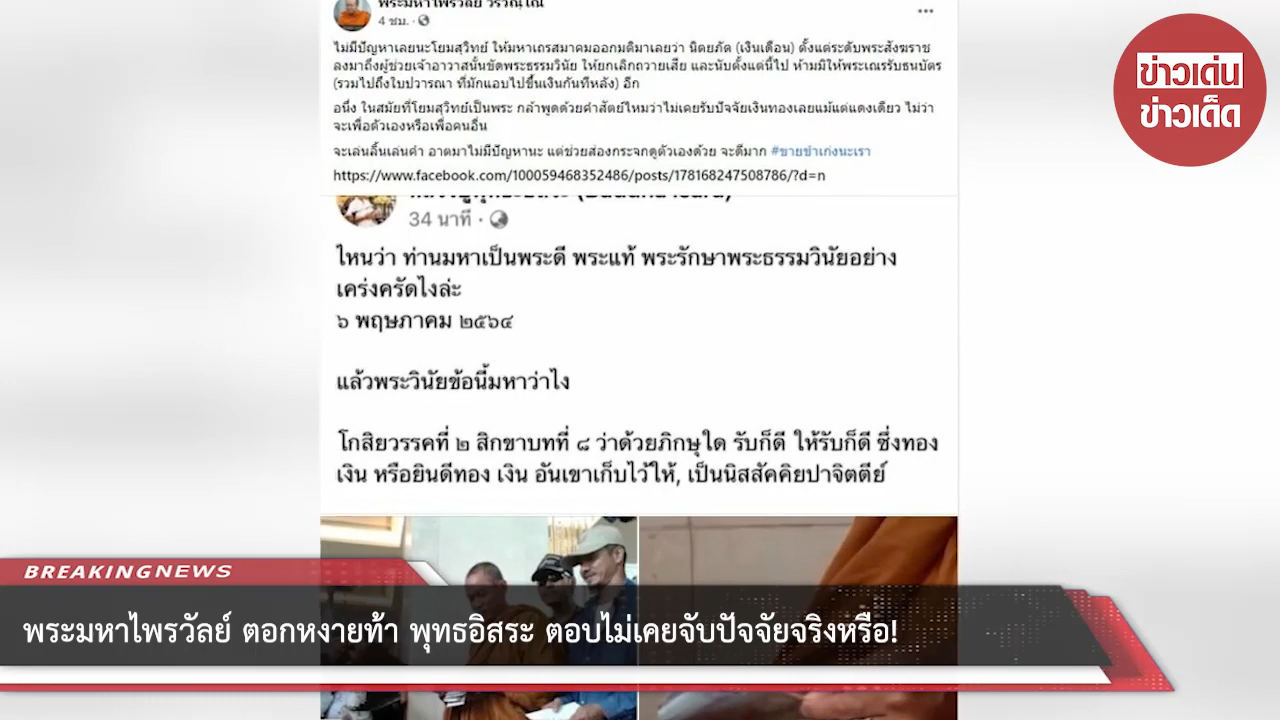 พระมหาไพรวัลย์ วรวณฺโณ
4 ชม.
ไม่มีปัญหาเลยนะโยมสุวิทย์ ให้มหาเถรสมาคมออกมติมาเลยว่า นิตยภัต (เงินเดือน) ตั้งแต่ระดับพระสังฆราช
ลงมาถึงผู้ช่วยเจ้าอาวาสนั้นขัดพระธรรมวินัย ให้ยกเลิกถวายเสีย และนับตั้งแต่นี้ไป ห้ามมิให้พระเณรรับธนบัตร
(รวมไปถึงใบปวารณา ที่มักแอบไปขึ้นเงินกันทีหลัง) อีก
อนึ่ง ในสมัยที่โยมสุวิทย์เป็นพระ กล้าพูดด้วยคำสัตย์ไหมว่าไม่เคยรับปัจจัยเงินทองเลยแม้แต่แดงเดียว ไม่ว่า
จะเพื่อตัวเองหรือเพื่อคนอื่น
จะเล่นลิ้นเล่นคำ อาตมาไม่มีปัญหานะ แต่ช่วยส่องกระจกดูตัวเองด้วย จะดีมาก #ขายขำเก่งนะเรา
https://www.facebook.com/100059468352486/posts/178168247508786/?d=n
34 นาที
ไหนว่า ท่านมหาเป็นพระดี พระแท้ พระรักษาพระธรรมวินัยอย่าง
เคร่งครัดไงล่ะ
๖ พฤษภาคม ๒๕๖๔
แล้วพระวินัยข้อนี้มหาว่าไง
โกสิยวรรคที่ ๒ สิกขาบทที่ ๘ ว่าด้วยภิกษุใด รับก็ดี ให้รับก็ดี ซึ่งทอง
เงิน หรือยินดีทอง เงิน อันเขาเก็บไว้ให้, เป็นนิสสัคคิยปาจิตตีย์
ข่าวเด่น
ข่าวเด็ด
BREAKING NEWS
พระมหาไพรวัลย์ ตอกหงายท้า พุทธอิสระ ตอบไม่เคยจับปัจจัยจริงหรือ!